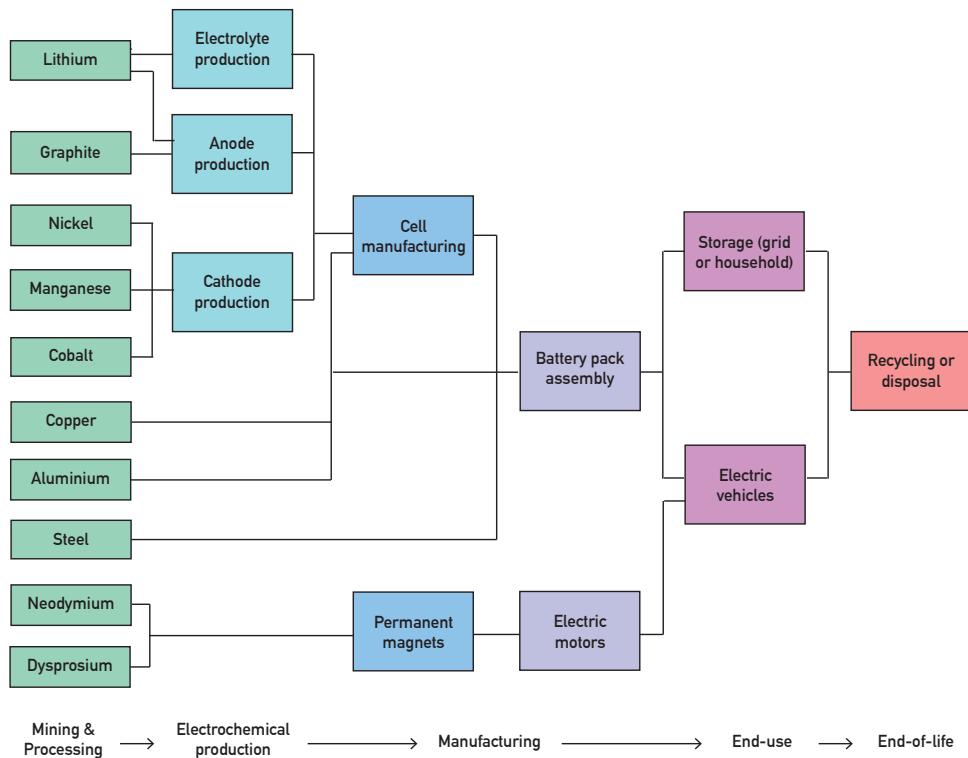 Lithium
Graphite
Nickel
Manganese
Cobalt
Copper
Aluminium
Steel
Neodymium
Dysprosium
Electrolyte
production
Anode
production
Cathode
production
Cell
manufacturing
Permanent
magnets
Battery pack
assembly
Electric
motors
Storage (grid
or household)
Electric
vehicles
Recycling or
disposal
Mining &
Processing
Electrochemical
production
Manufacturing
End-use
End-of-life